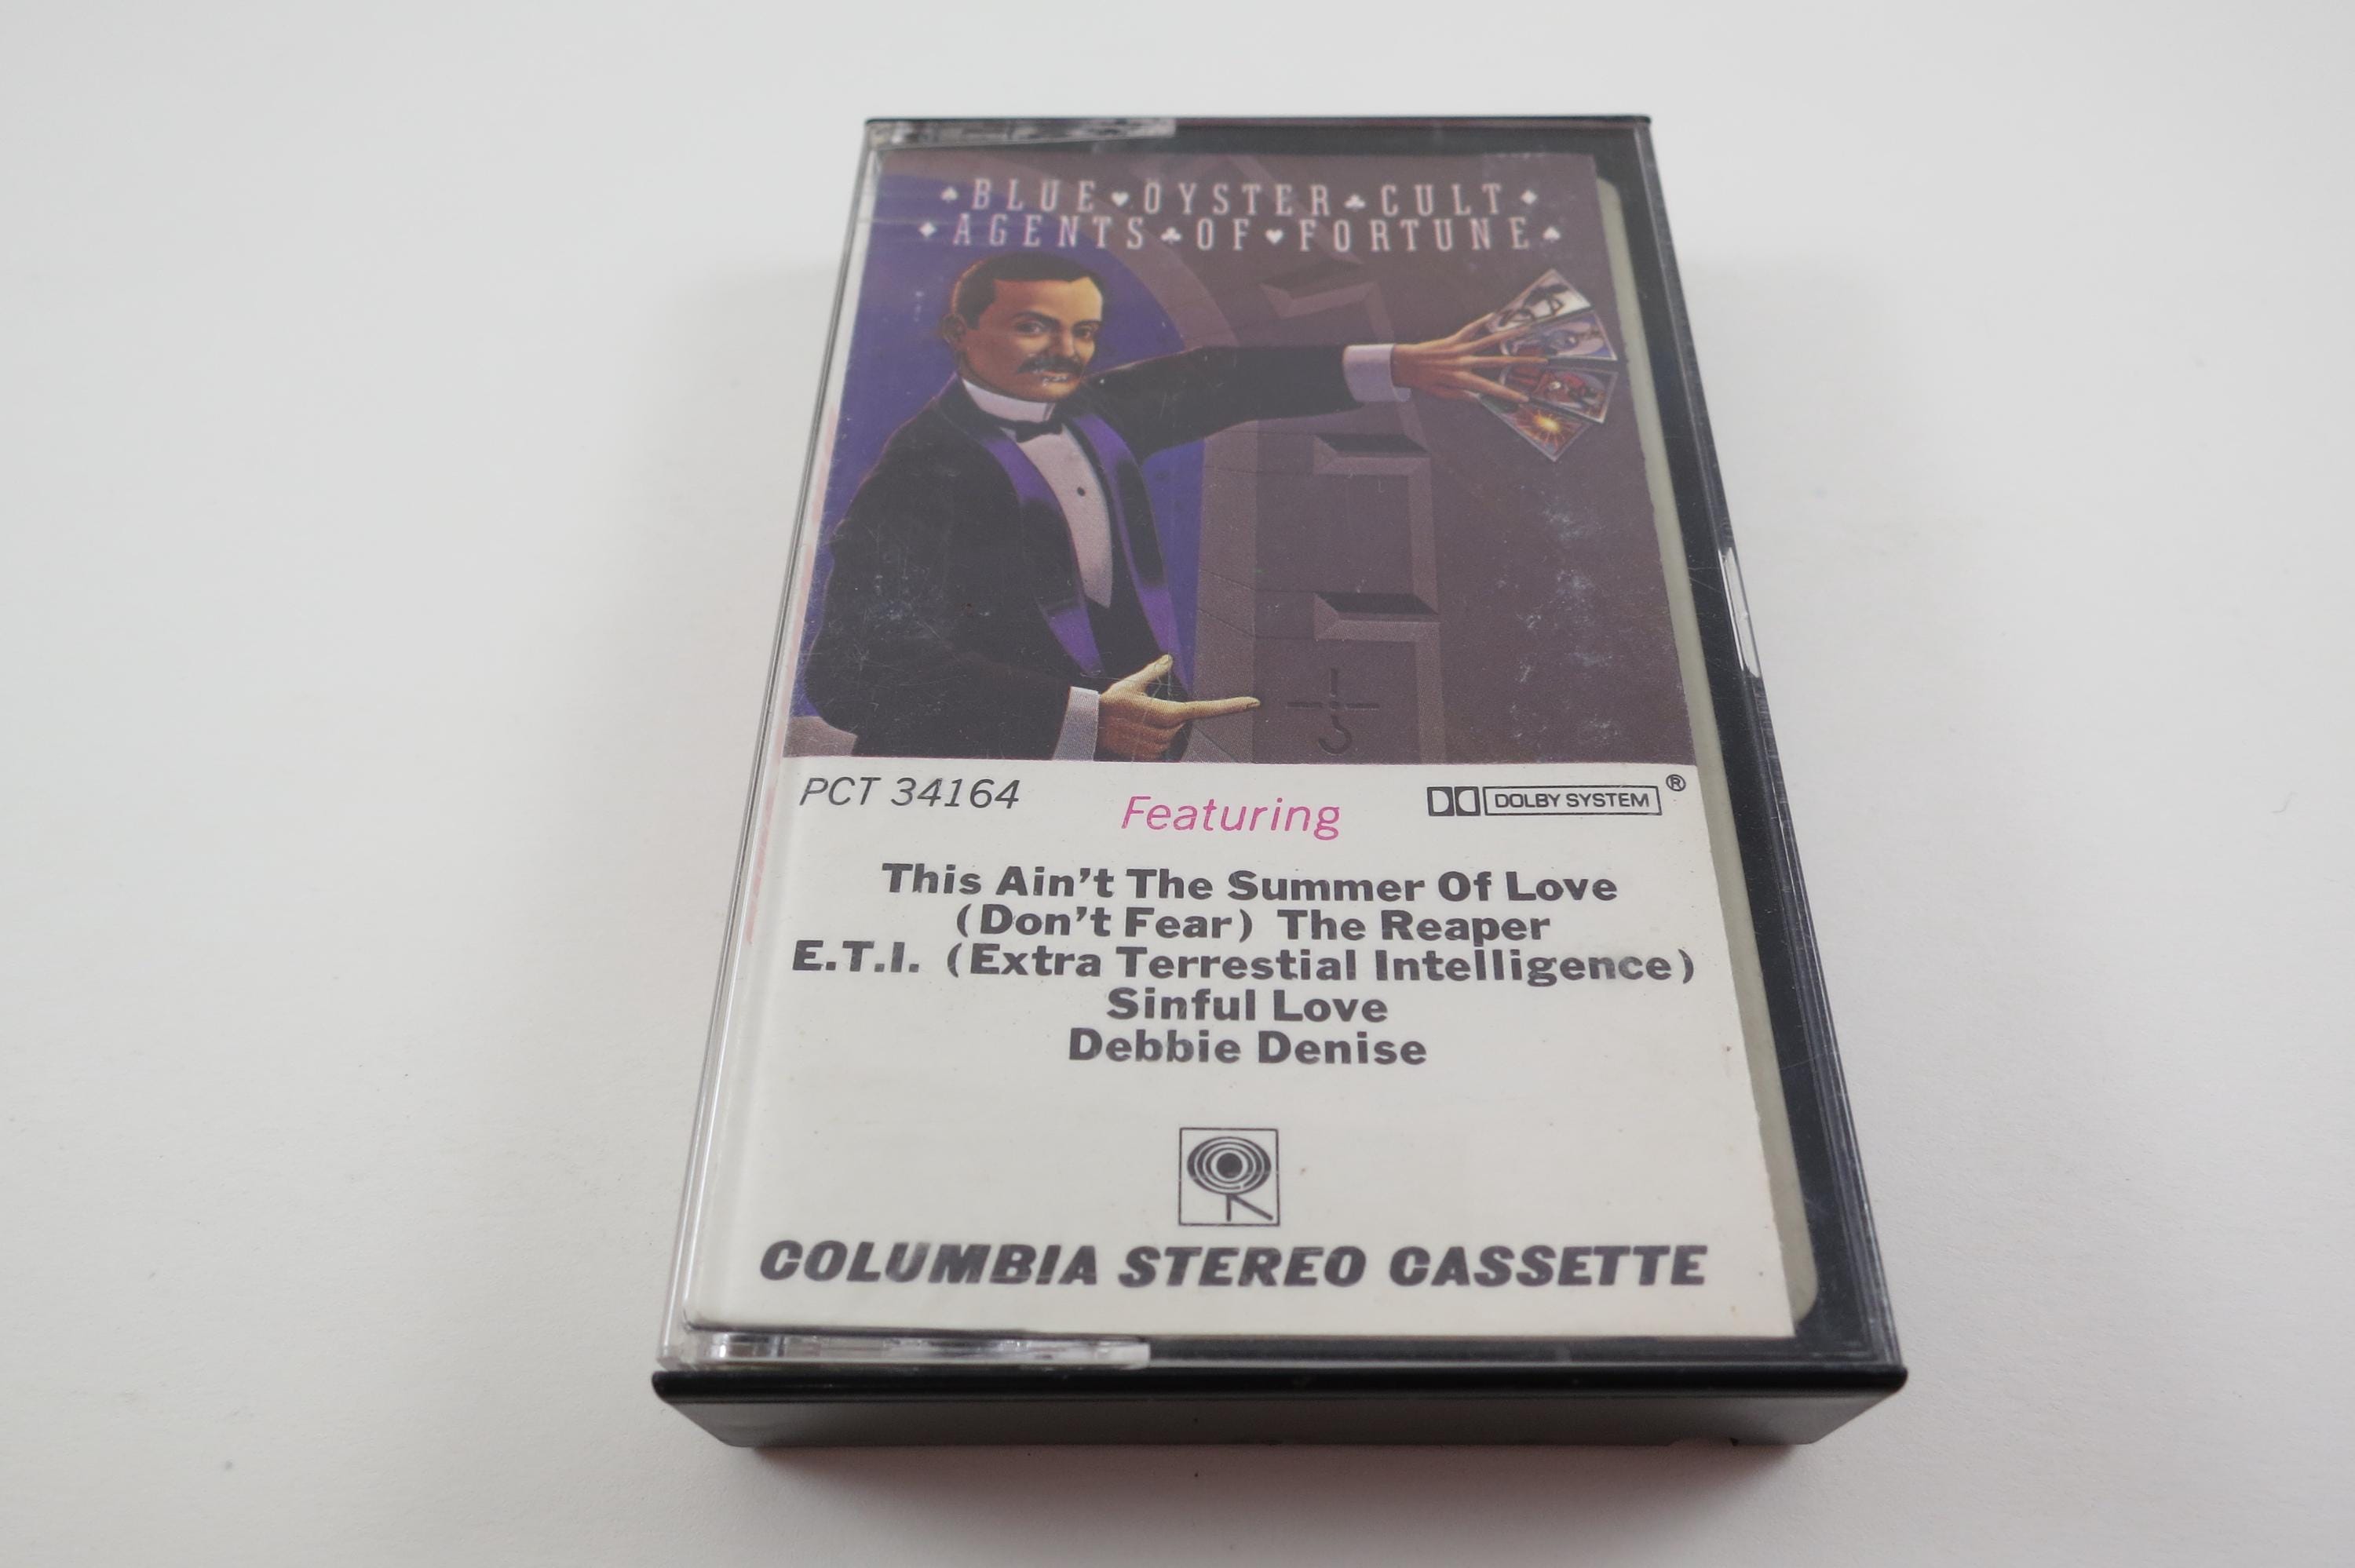 ♠BLUE♥ÖYSTER♣CULT♦
♦AGENTS♣OF♥FORTUNE♠
PCT 34164
Featuring
DOLBY SYSTEM®
This Ain't The Summer Of Love
(Don't Fear) The Reaper
E.T.I. (Extra Terrestial Intelligence)
Sinful Love
Debbie Denise
COLUMBIA STEREO CASSETTE